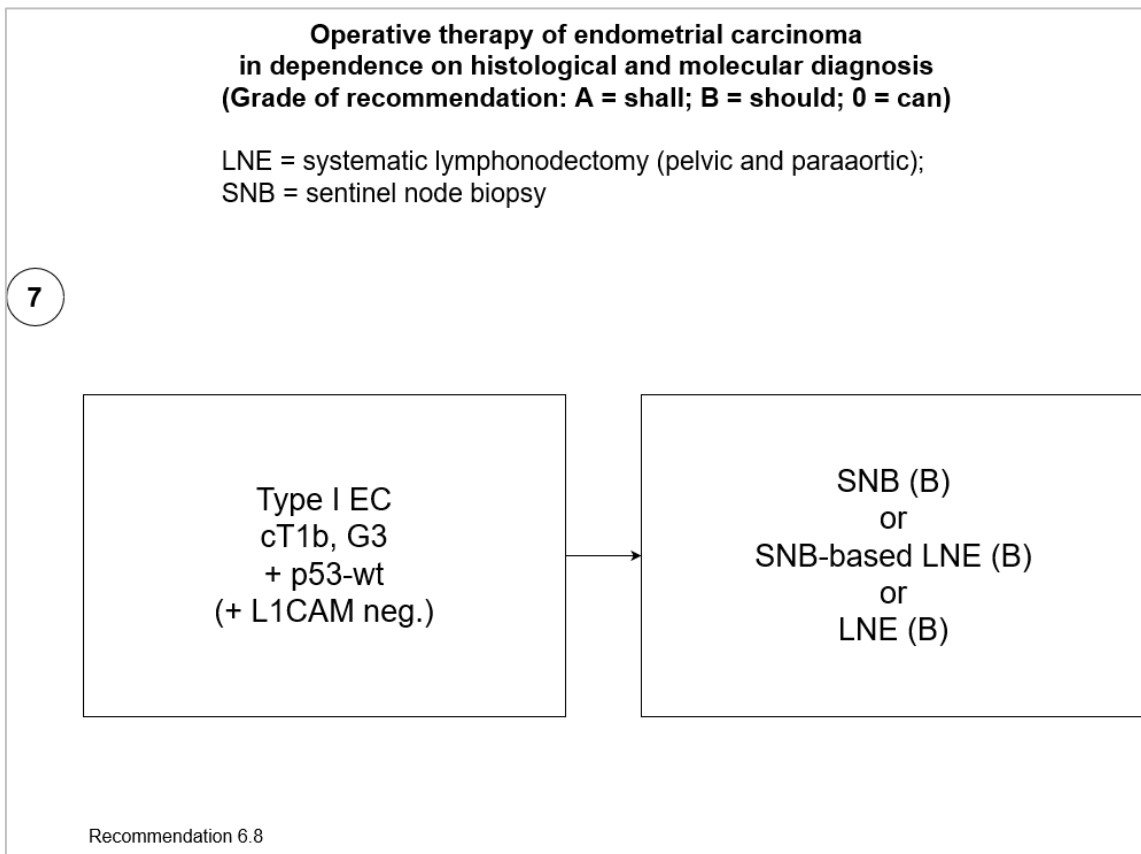 Operative therapy of endometrial carcinoma
in dependence on histological and molecular diagnosis
(Grade of recommendation: A = shall; B = should; 0 = can)
LNE = systematic lymphonodectomy (pelvic and paraaortic);
SNB = sentinel node biopsy
7
Type I EC
cT1b, G3
+ p53-wt
(+ L1CAM neg.)
SNB (B)
or
SNB-based LNE (B)
or
LNE (B)
Recommendation 6.8